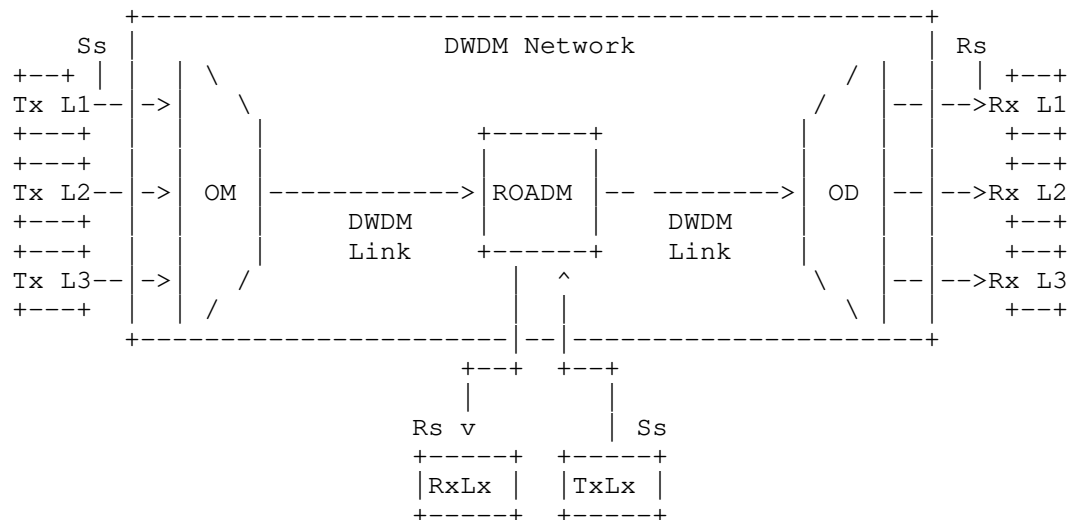 Ss DWDM Network Rs
Tx L1 Rx L1
Tx L2 OM ROADM OD Rx L2
DWDM DWDM
Link Link
Tx L3 Rx L3
Rs v Ss
RxLx TxLx